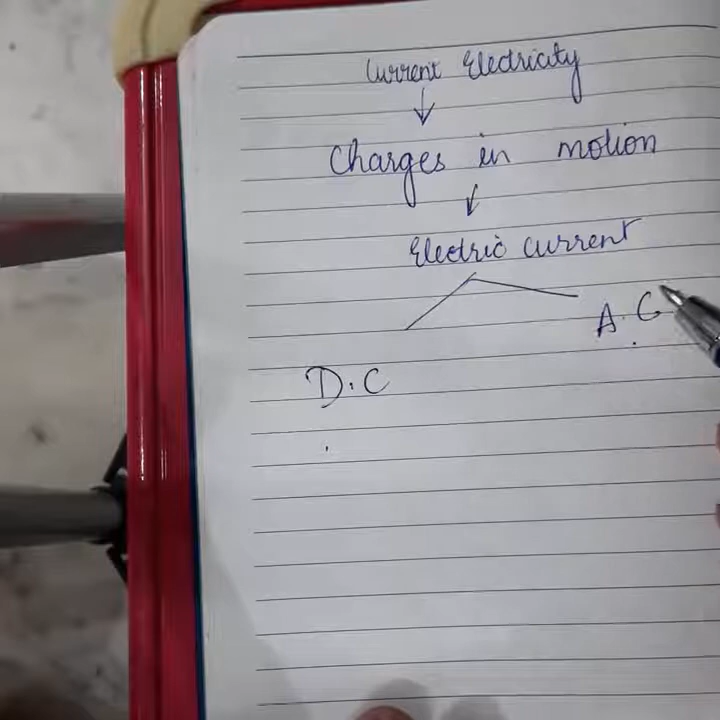 Current Electricity
↓
Charges in motion
↓
Electric current
A.C
D.C